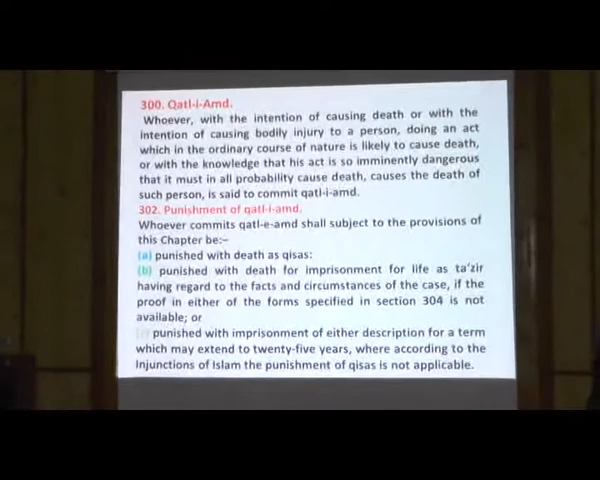 300. Qatl-i-Amd.
Whoever, with the intention of causing death or with the
intention of causing bodily injury to a person, doing an act
which in the ordinary course of nature is likely to cause death,
or with the knowledge that his act is so imminently dangerous
that it must in all probability cause death, causes the death of
such person, is said to commit qatl-i-amd.
302. Punishment of qatl-i-amd.
Whoever commits qatl-e-amd shall subject to the provisions of
this Chapter be:–
(a) punished with death as qisas:
(b) punished with death for imprisonment for life as ta'zir
having regard to the facts and circumstances of the case, if the
proof in either of the forms specified in section 304 is not
available; or
punished with imprisonment of either description for a term
which may extend to twenty-five years, where according to the
Injunctions of Islam the punishment of qisas is not applicable.